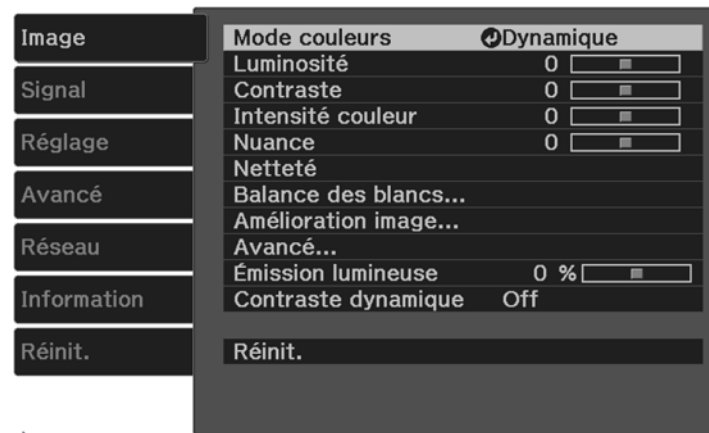 Image
Signal
Réglage
Avancé
Réseau
Information
Réinit.
Mode couleurs Dynamique
Luminosité 0
Contraste 0
Intensité couleur 0
Nuance 0
Netteté
Balance des blancs...
Amélioration image...
Avancé...
Émission lumineuse 0 %
Contraste dynamique Off
Réinit.